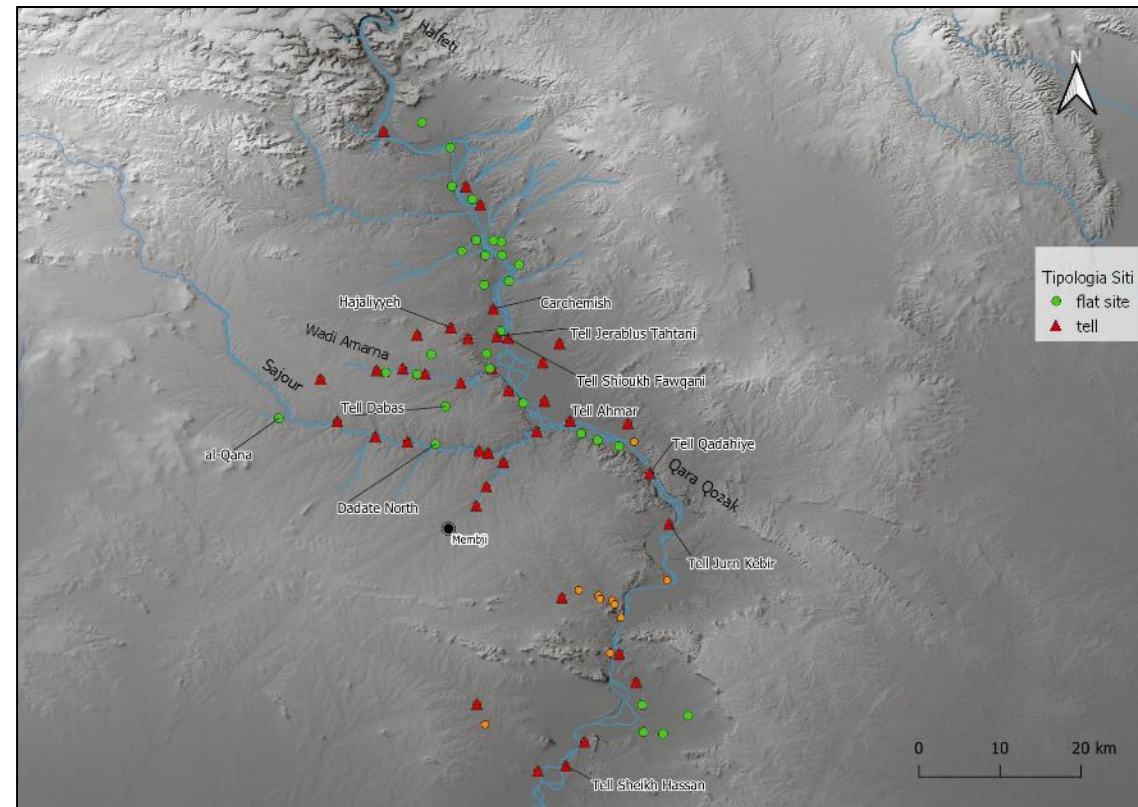 Halfeti
N
Tipologia Siti
flat site
tell
Hajaliyyeh
Carchemish
Wadi Amarna
Tell Jerablus Tahtani
Sajour
Tell Shioukh Fawqani
Tell Dabas
Tell Ahmar
al-Qana
Tell Qadahiye
Qara Qozak
Dadate North
Membji
Tell Jurn Kebir
0 10 20 km
Tell Sheikh Hassan